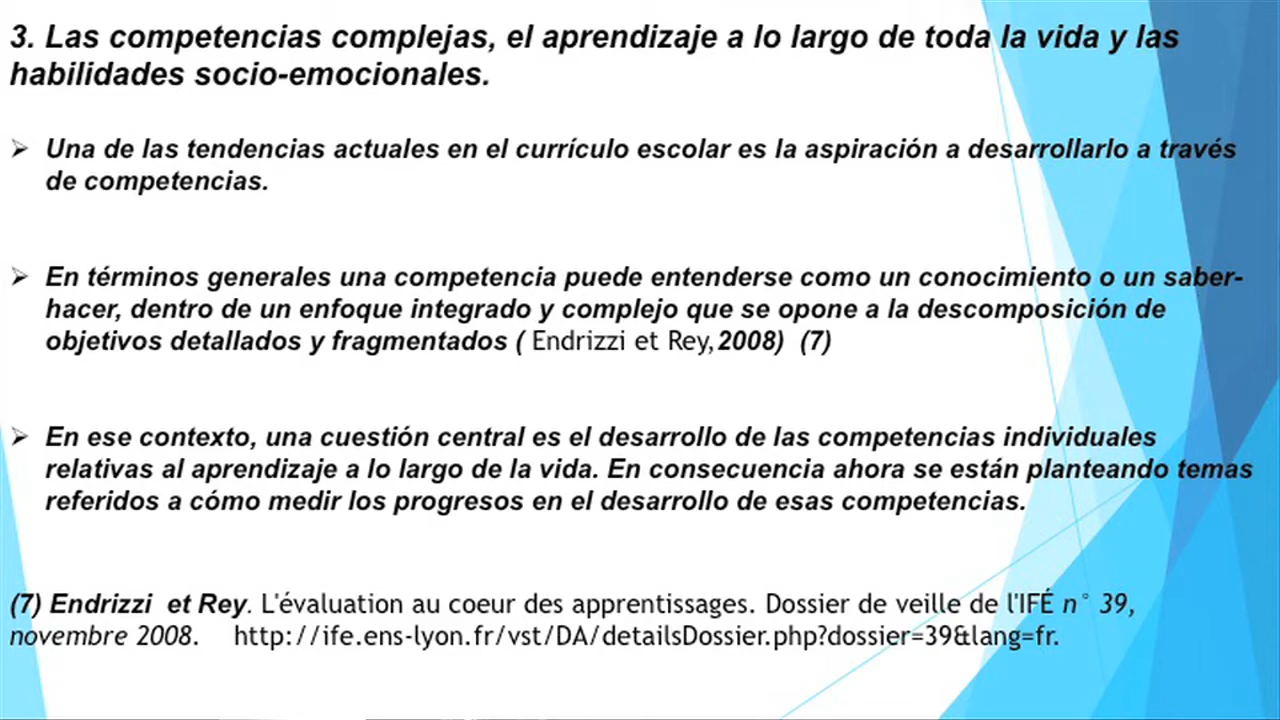 3. Las competencias complejas, el aprendizaje a lo largo de toda la vida y las
habilidades socio-emocionales.
➢ Una de las tendencias actuales en el currículo escolar es la aspiración a desarrollarlo a través
de competencias.
➢ En términos generales una competencia puede entenderse como un conocimiento o un saber-
hacer, dentro de un enfoque integrado y complejo que se opone a la descomposición de
objetivos detallados y fragmentados ( Endrizzi et Rey,2008) (7)
➢ En ese contexto, una cuestión central es el desarrollo de las competencias individuales
relativas al aprendizaje a lo largo de la vida. En consecuencia ahora se están planteando temas
referidos a cómo medir los progresos en el desarrollo de esas competencias.
(7) Endrizzi et Rey. L'évaluation au coeur des apprentissages. Dossier de veille de l'IFÉ n° 39,
novembre 2008. http://ife.ens-lyon.fr/vst/DA/detailsDossier.php?dossier=39&lang=fr.